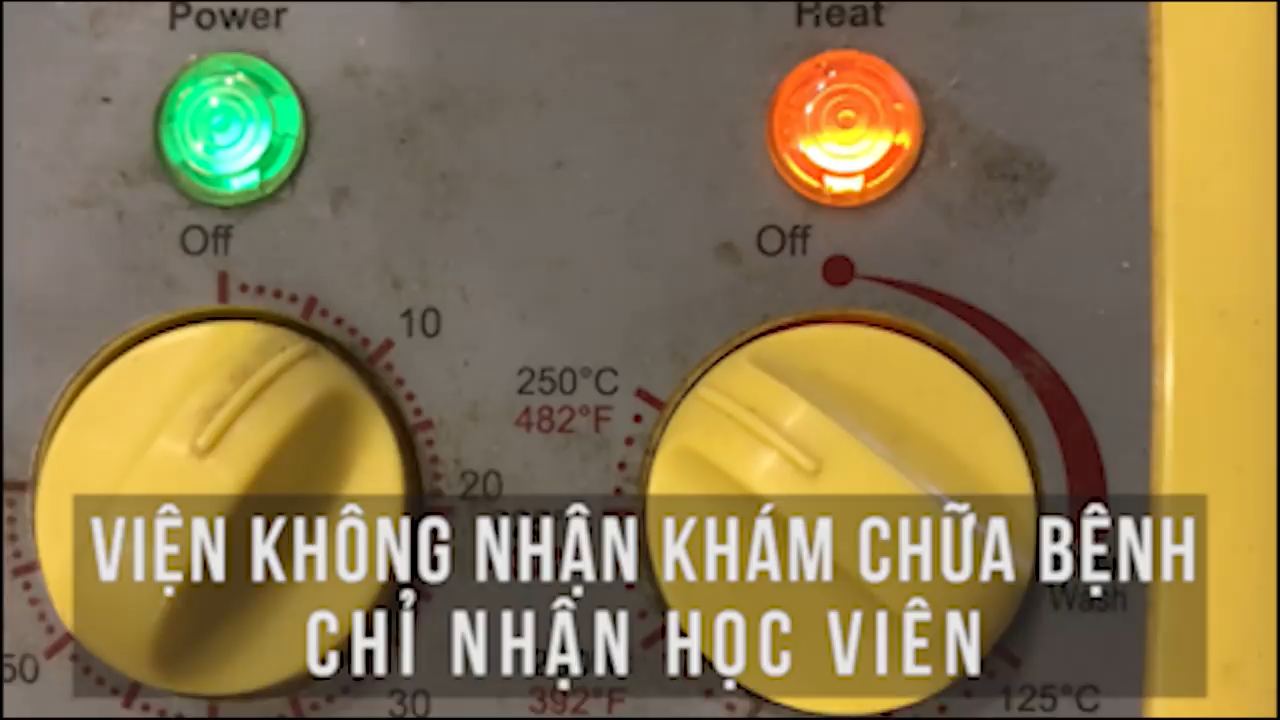 Power Heat
Off Off
10
250°C
482°F
20
VIỆN KHÔNG NHẬN KHÁM CHỮA BỆNH
Wash
CHỈ NHẬN HỌC VIÊN
50
392°F 125°C
30